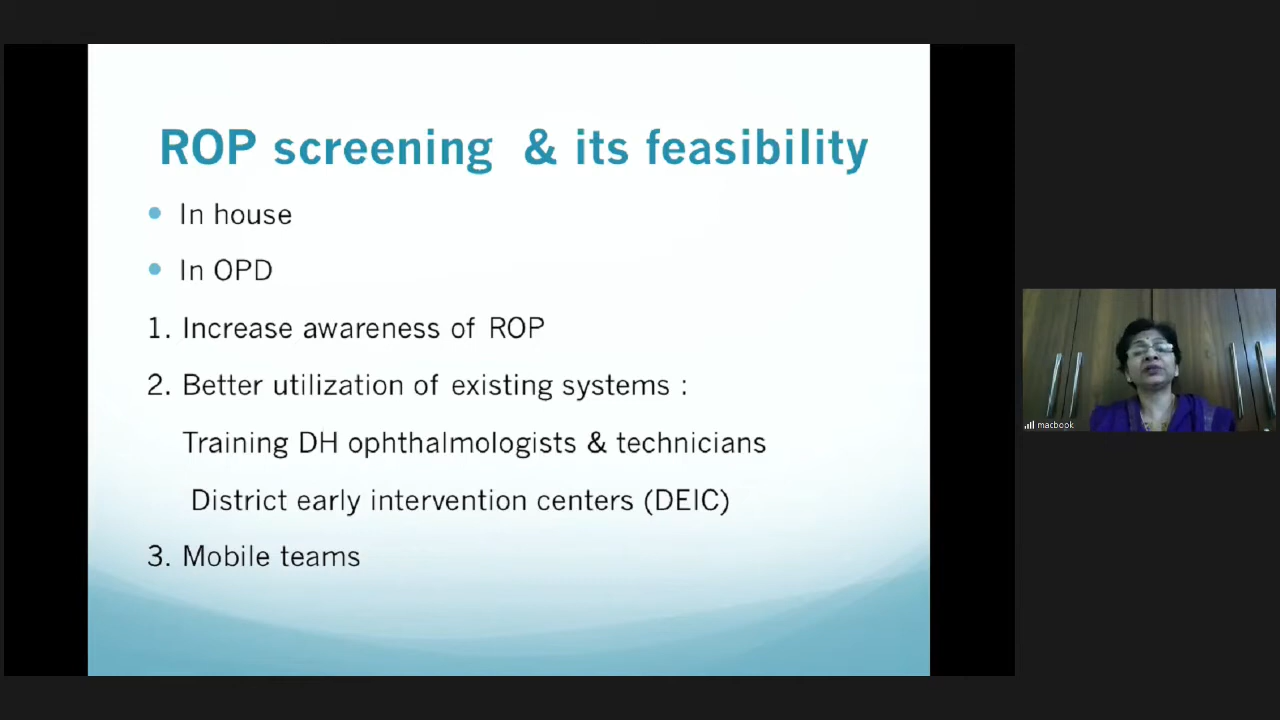 ROP screening & its feasibility
• In house
• In OPD
1. Increase awareness of ROP
2. Better utilization of existing systems :
Training DH ophthalmologists & technicians
District early intervention centers (DEIC)
3. Mobile teams
macbook